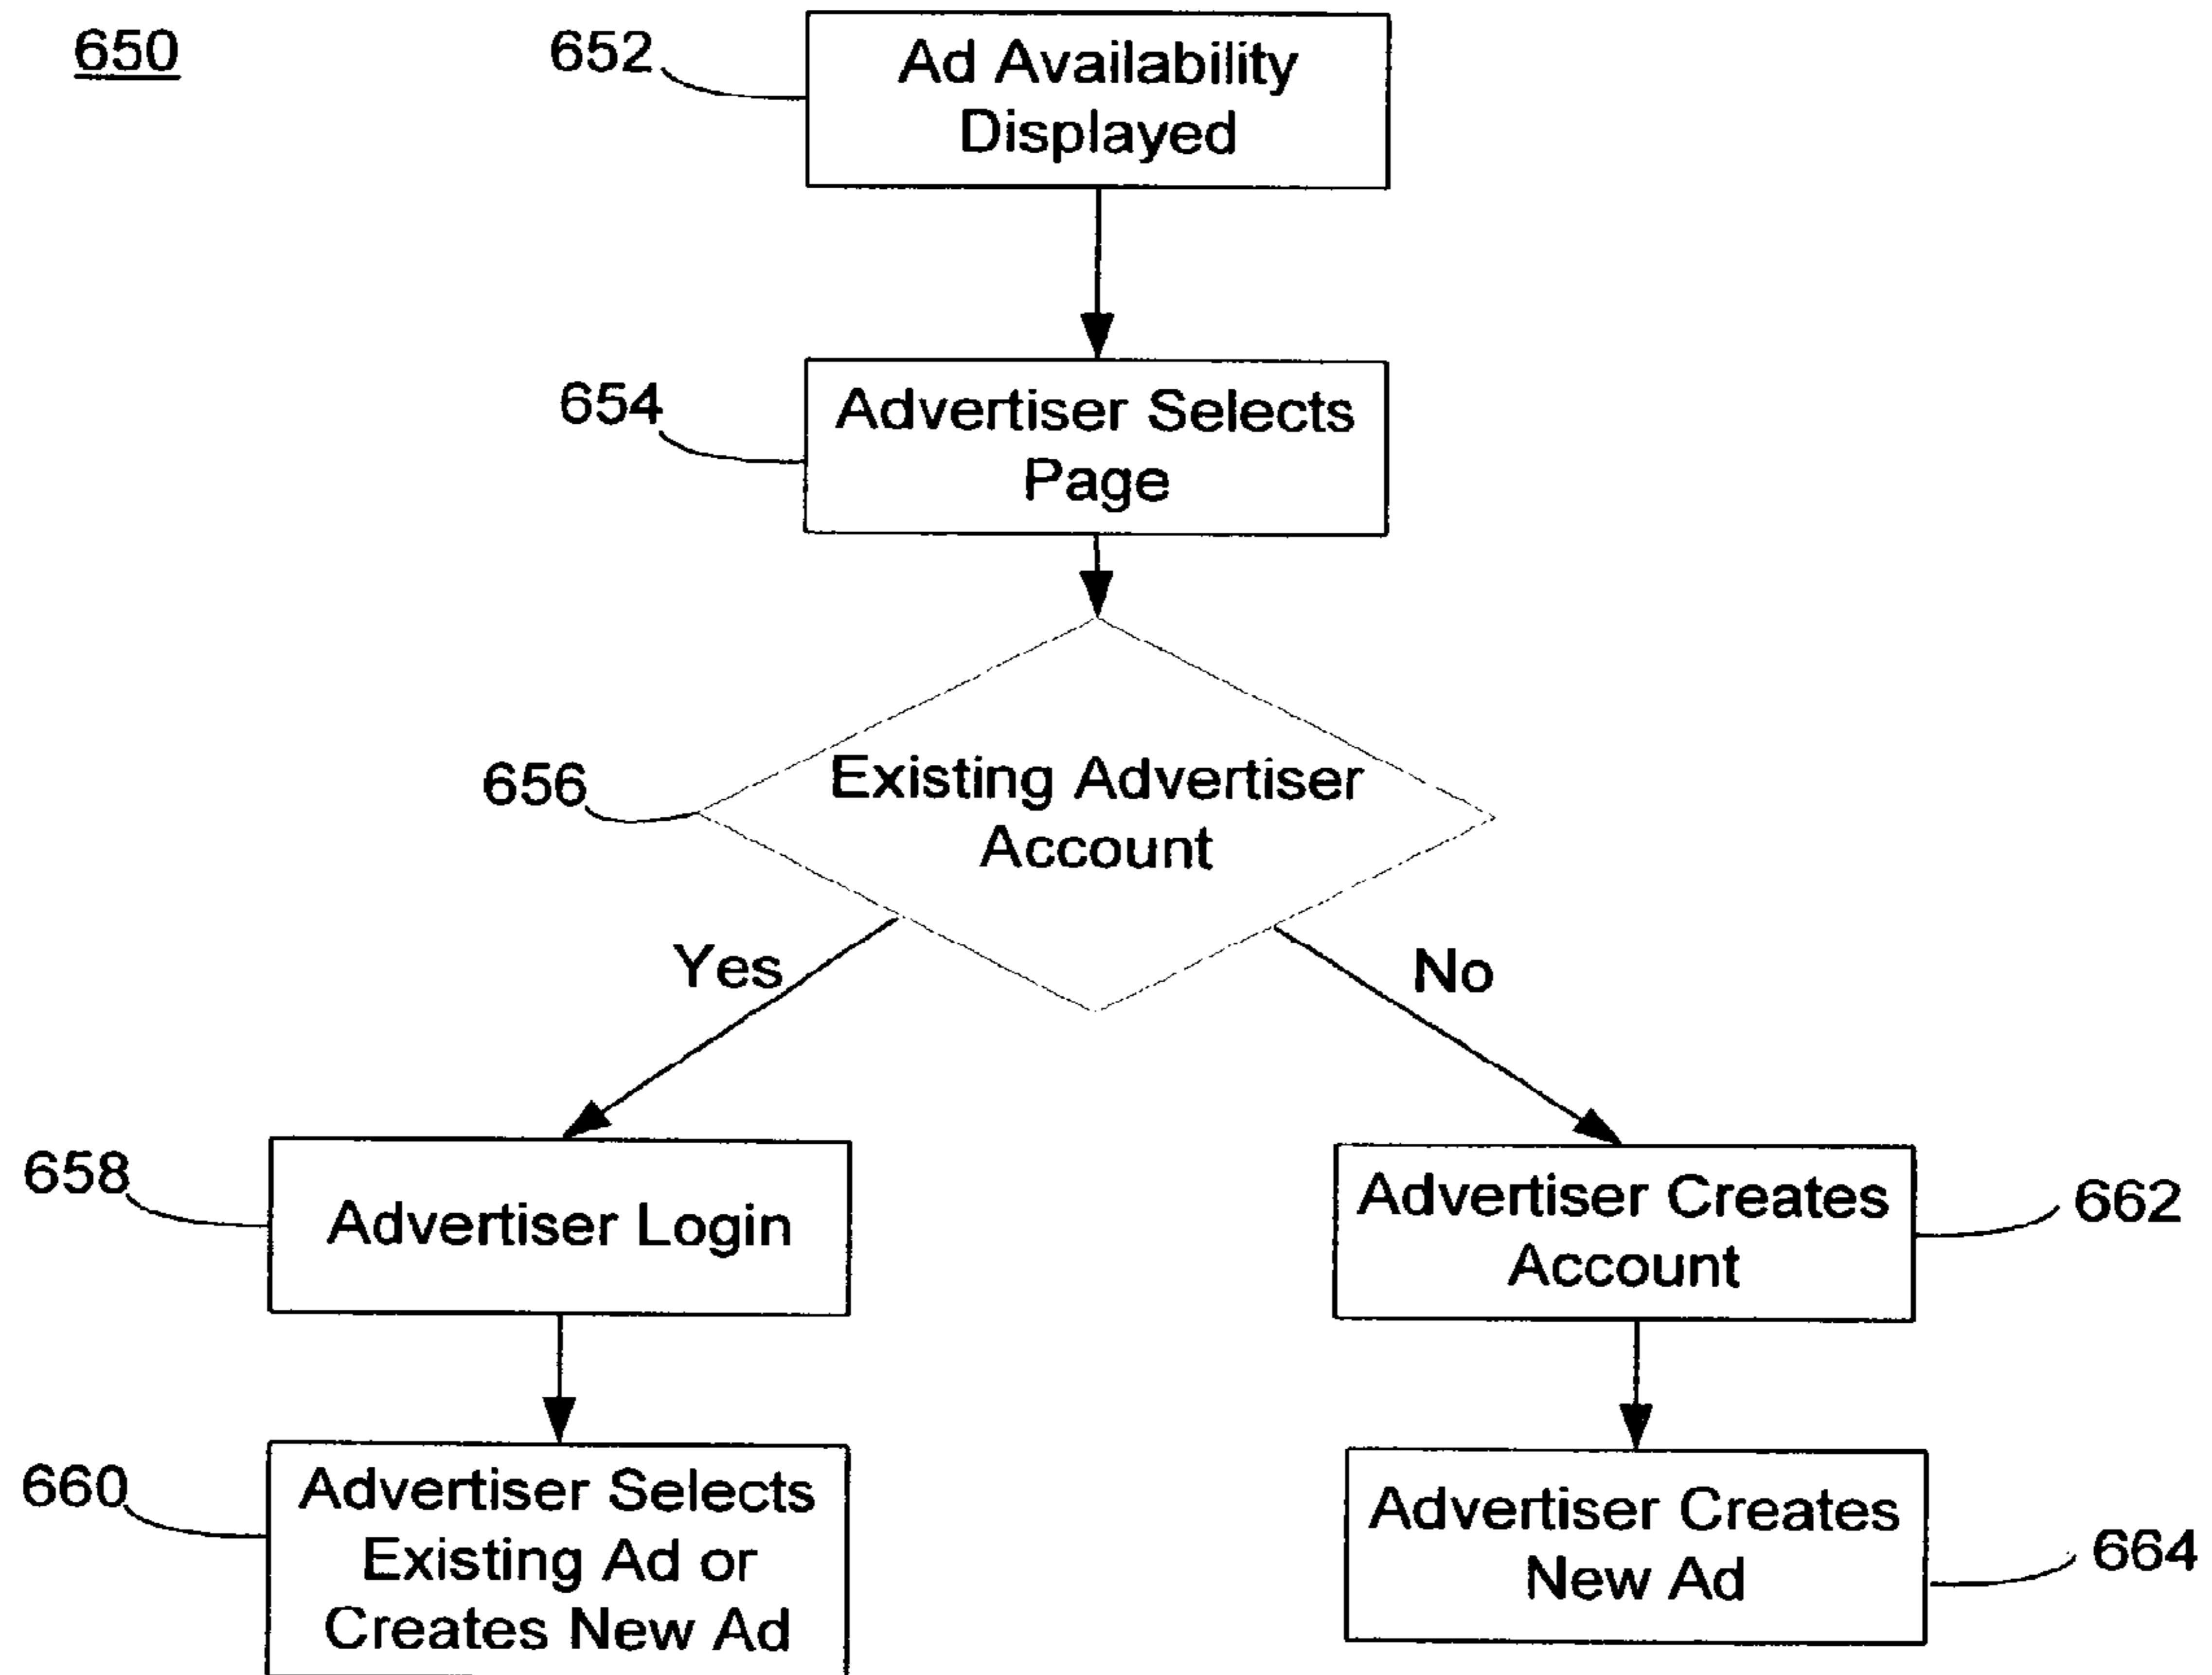 650
652
Ad Availability
Displayed
654
Advertiser Selects
Page
656
Existing Advertiser
Account
Yes
No
658
Advertiser Login
Advertiser Creates
Account
662
660
Advertiser Selects
Existing Ad or
Creates New Ad
Advertiser Creates
New Ad
664